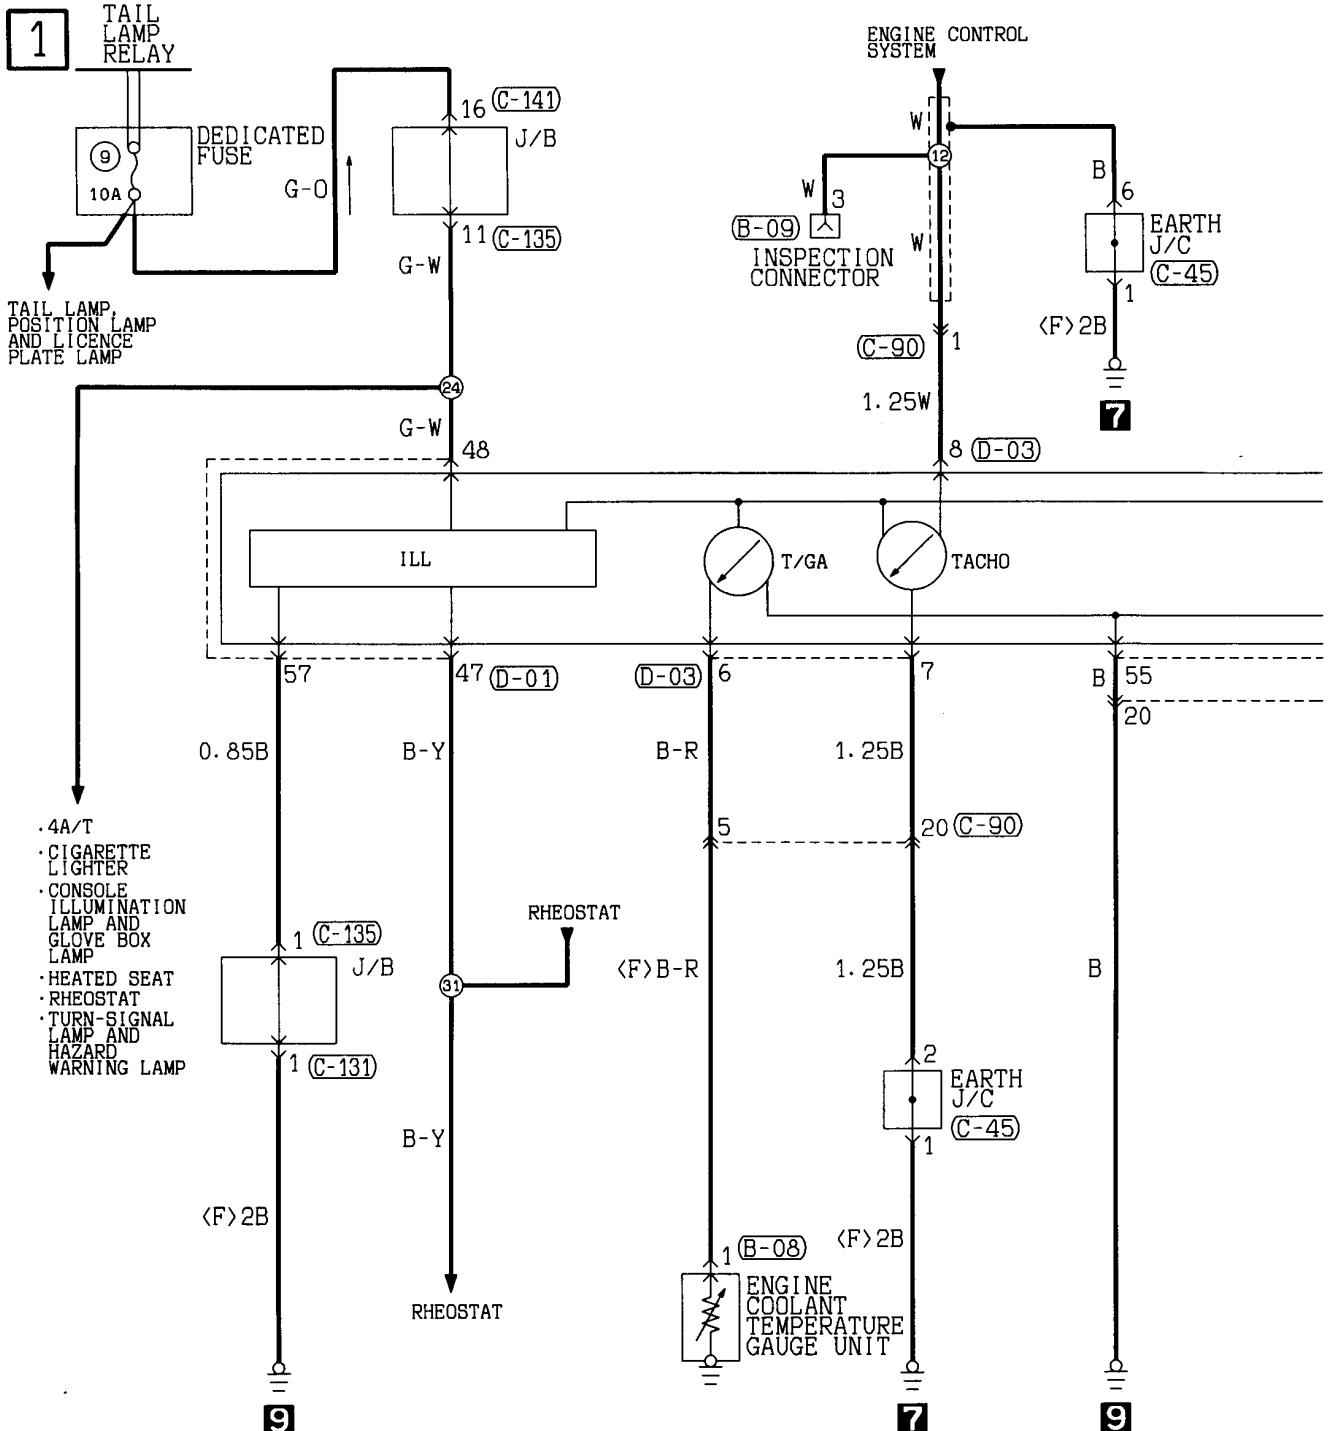 1
TAIL
LAMP
RELAY
ENGINE CONTROL
SYSTEM
16 (C-141)
DEDICATED
FUSE
J/B
9
10A
G-O
W
12
B
6
W
3
(B-09)
INSPECTION
CONNECTOR
W
EARTH
J/C
(C-45)
1
11 (C-135)
G-W
<F>2B
TAIL LAMP,
POSITION LAMP
AND LICENCE
PLATE LAMP
(C-90)
1
7
24
1.25W
G-W
48
8 (D-03)
ILL
T/GA
TACHO
57
47 (D-01)
(D-03) 6
7
B 55
20
0.85B
B-Y
B-R
1.25B
5
20 (C-90)
·4A/T
·CIGARETTE
LIGHTER
·CONSOLE
ILLUMINATION
LAMP AND
GLOVE BOX
LAMP
·HEATED SEAT
·RHEOSTAT
·TURN-SIGNAL
LAMP AND
HAZARD
WARNING LAMP
RHEOSTAT
1 (C-135)
J/B
31
<F>B-R
1.25B
B
1 (C-131)
2
EARTH
J/C
(C-45)
1
B-Y
<F>2B
<F>2B
1 (B-08)
ENGINE
COOLANT
TEMPERATURE
GAUGE UNIT
RHEOSTAT
9
7
9